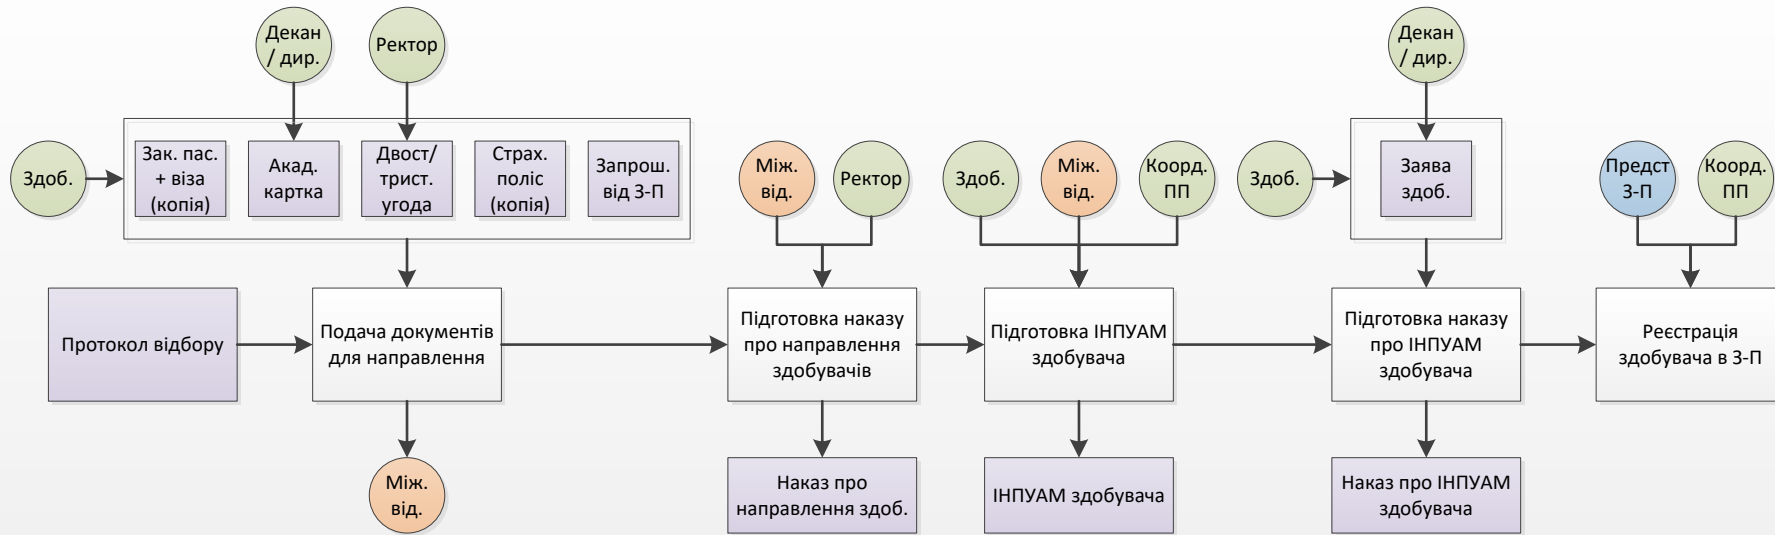 Декан
/ дир.
Ректор
Декан
/ дир.
Здоб.
Зак. пас.
+ віза
(копія)
Акад.
картка
Двост/
трист.
угода
Страх.
поліс
(копія)
Запрош.
від З-П
Між.
від.
Ректор
Здоб.
Між.
від.
Коорд.
ПП
Здоб.
Заява
здоб.
Предст
З-П
Коорд.
ПП
Протокол відбору
Подача документів
для направлення
Підготовка наказу
про направлення
здобувачів
Підготовка ІНПУАМ
здобувача
Підготовка наказу
про ІНПУАМ
здобувача
Реєстрація
здобувача в З-П
Між.
від.
Наказ про
направлення здоб.
ІНПУАМ здобувача
Наказ про ІНПУАМ
здобувача